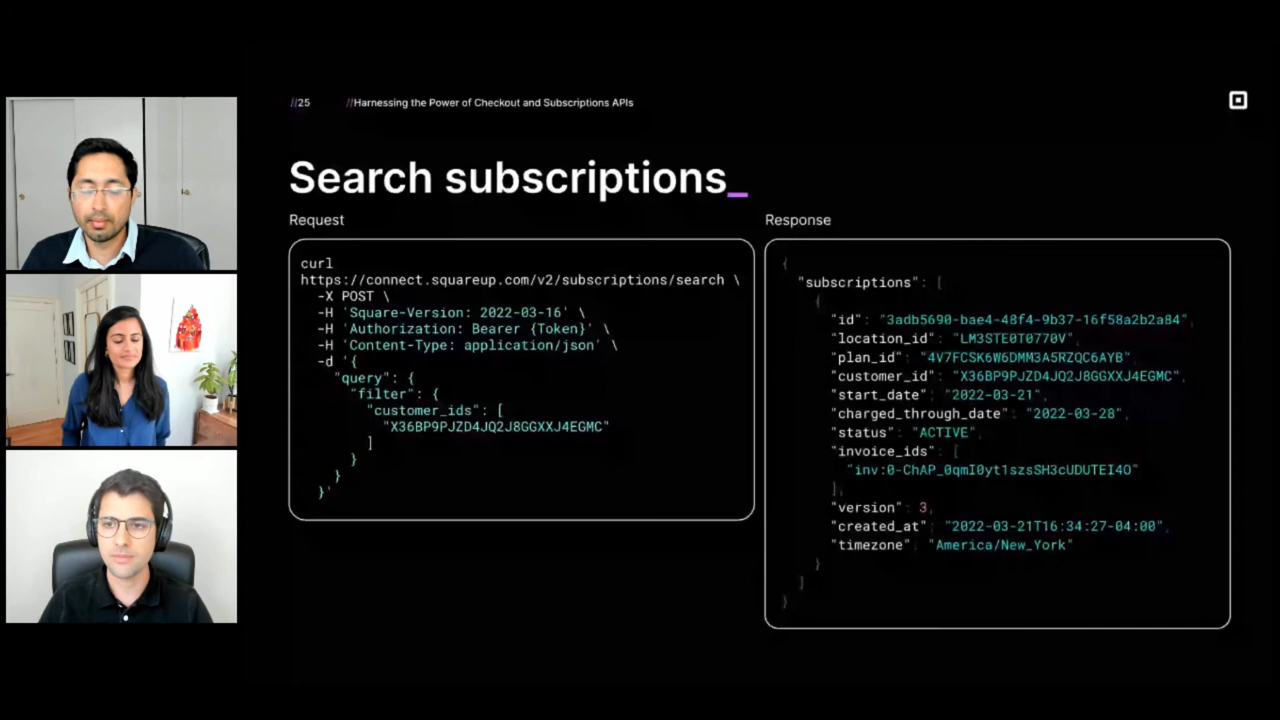 //25
//Harnessing the Power of Checkout and Subscriptions APIs
Search subscriptions_
Request
curl
https://connect.squareup.com/v2/subscriptions/search \
-X POST \
-H 'Square-Version: 2022-03-16' \
-H 'Authorization: Bearer {Token}' \
-H 'Content-Type: application/json' \
-d '{
"query": {
"filter": {
"customer_ids": [
"X36BP9PJZD4JQ2J8GGXXJ4EGMC"
]
}
}
}'
Response
{
"subscriptions": [
{
"id": "3adb5690-bae4-48f4-9b37-16f58a2b2a84",
"location_id": "LM3STE0T0770V",
"plan_id": "4V7FCSK6W6DMM3A5RZQC6AYB",
"customer_id": "X36BP9PJZD4JQ2J8GGXXJ4EGMC",
"start_date": "2022-03-21",
"charged_through_date": "2022-03-28",
"status": "ACTIVE",
"invoice_ids": [
"inv:0-ChAP_0qmI0yt1szsSH3cUDUTEI4O"
],
"version": 3,
"created_at": "2022-03-21T16:34:27-04:00",
"timezone": "America/New_York"
}
]
}